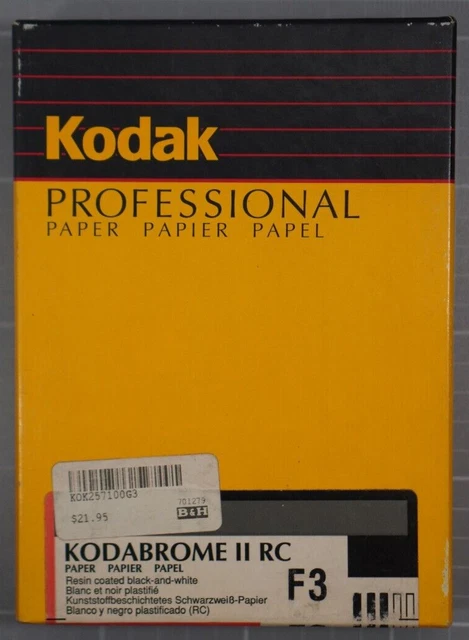 Kodak
PROFESSIONAL
PAPER PAPIER PAPEL
KOK257100G3
701279
$21.95
B&H
KODABROME II RC
PAPER PAPIER PAPEL
Resin coated black-and-white
Blanc et noir plastifié
Kunststoffbeschichtetes Schwarzweiß-Papier
Blanco y negro plastificado (RC)
F3